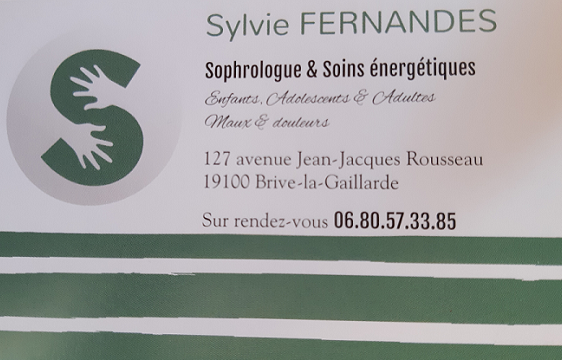 Sylvie FERNANDES
Sophrologue & Soins énergétiques
Enfants, Adolescents & Adultes
Maux & douleurs
127 avenue Jean-Jacques Rousseau
19100 Brive-la-Gaillarde
Sur rendez-vous 06.80.57.33.85